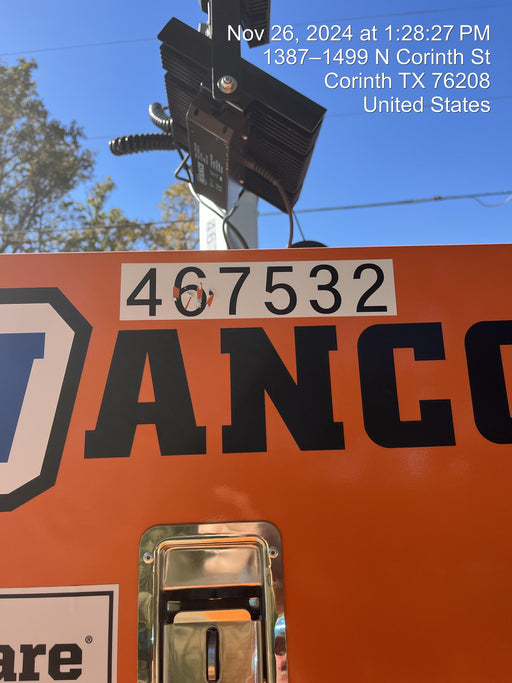 Nov 26, 2024 at 1:28:27 PM
1387–1499 N Corinth St
Corinth TX 76208
United States
467532
ANCO
are®